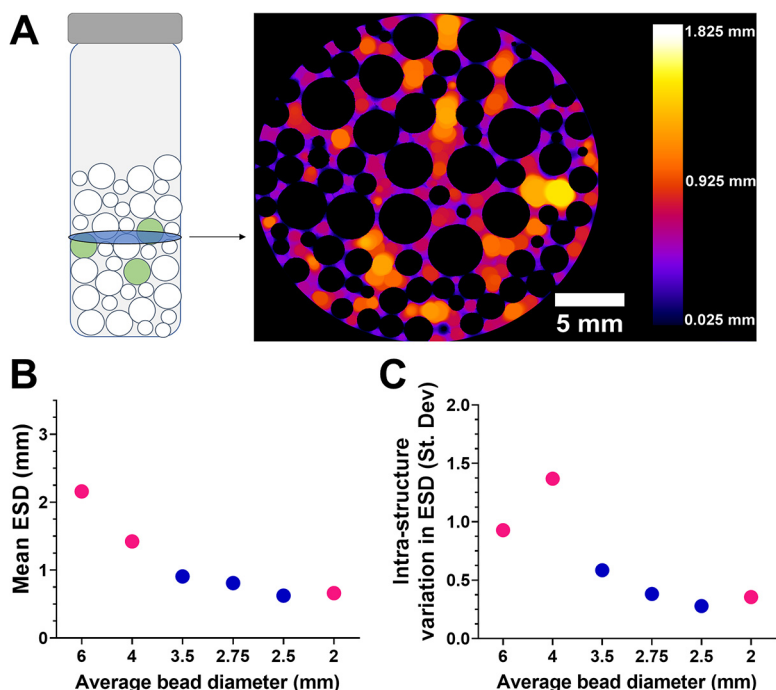 A
1.825 mm
0.925 mm
0.025 mm
5 mm
B
Mean ESD (mm)
3
2
1
0
6
4
3.5
2.75
2.5
2
Average bead diameter (mm)
C
Intra-structure
variation in ESD (St. Dev)
2.0
1.5
1.0
0.5
0.0
6
4
3.5
2.75
2.5
2
Average bead diameter (mm)